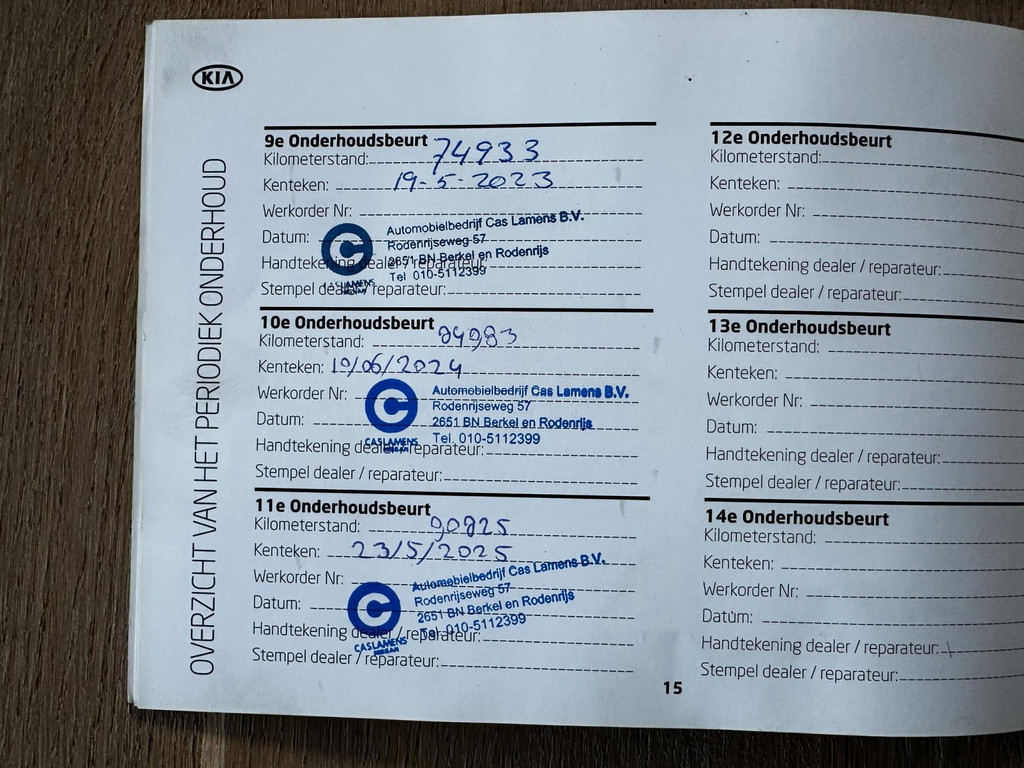 KIA
OVERZICHT VAN HET PERIODIEK ONDERHOUD
9e Onderhoudsbeurt
Kilometerstand: 74933
Kenteken: 19-5-2023
Werkorder Nr:
Datum:
Handtekening dealer / reparateur:
Stempel dealer / reparateur:
Automobielbedrijf Cas Lamens B.V.
Rodenrijseweg 57
2651 BN Berkel en Rodenrijs
Tel 010-5112399
CASLAMENS
10e Onderhoudsbeurt
Kilometerstand:
Kenteken: 19/06/2024
Werkorder Nr:
Datum:
Handtekening dealer / reparateur:
Stempel dealer / reparateur:
Automobielbedrijf Cas Lamens B.V.
Rodenrijseweg 57
2651 BN Berkel en Rodenrijs
Tel. 010-5112399
CASLAMENS
11e Onderhoudsbeurt
Kilometerstand:
Kenteken: 23/5/2025
Werkorder Nr:
Datum:
Handtekening dealer / reparateur:
Stempel dealer / reparateur:
Automobielbedrijf Cas Lamens B.V.
Rodenrijseweg 57
2651 BN Berkel en Rodenrijs
Tel. 010-5112399
CASLAMENS
15
12e Onderhoudsbeurt
Kilometerstand:
Kenteken:
Werkorder Nr:
Datum:
Handtekening dealer / reparateur:
Stempel dealer / reparateur:
13e Onderhoudsbeurt
Kilometerstand:
Kenteken:
Werkorder Nr:
Datum:
Handtekening dealer / reparateur:
Stempel dealer / reparateur:
14e Onderhoudsbeurt
Kilometerstand:
Kenteken:
Werkorder Nr:
Datum:
Handtekening dealer / reparateur:
Stempel dealer / reparateur: